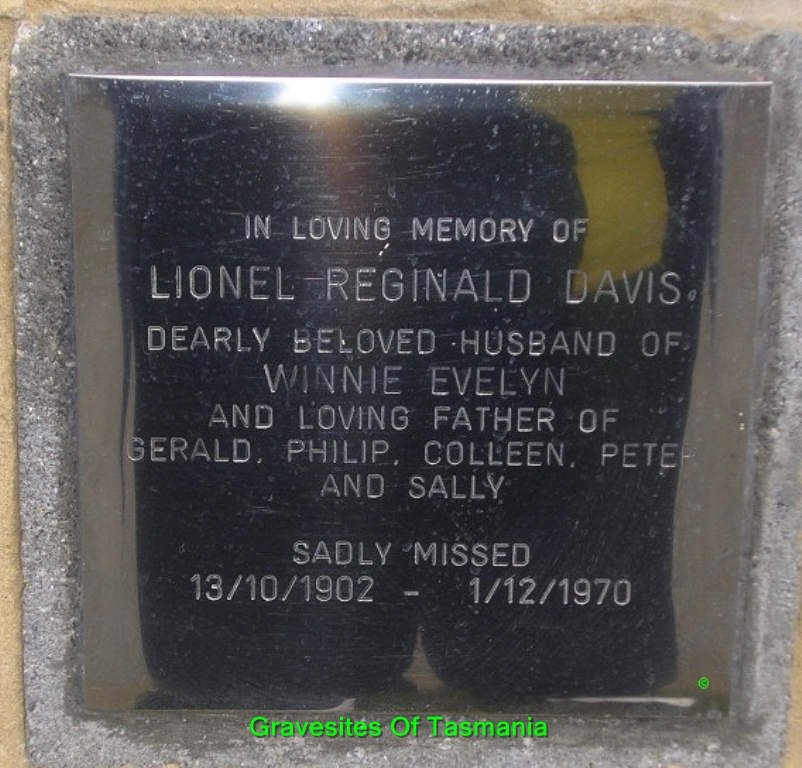 IN LOVING MEMORY OF
LIONEL REGINALD DAVIS
DEARLY BELOVED HUSBAND OF
WINNIE EVELYN
AND LOVING FATHER OF
GERALD, PHILIP, COLLEEN, PETER
AND SALLY
SADLY MISSED
13/10/1902 - 1/12/1970
©
Gravesites Of Tasmania